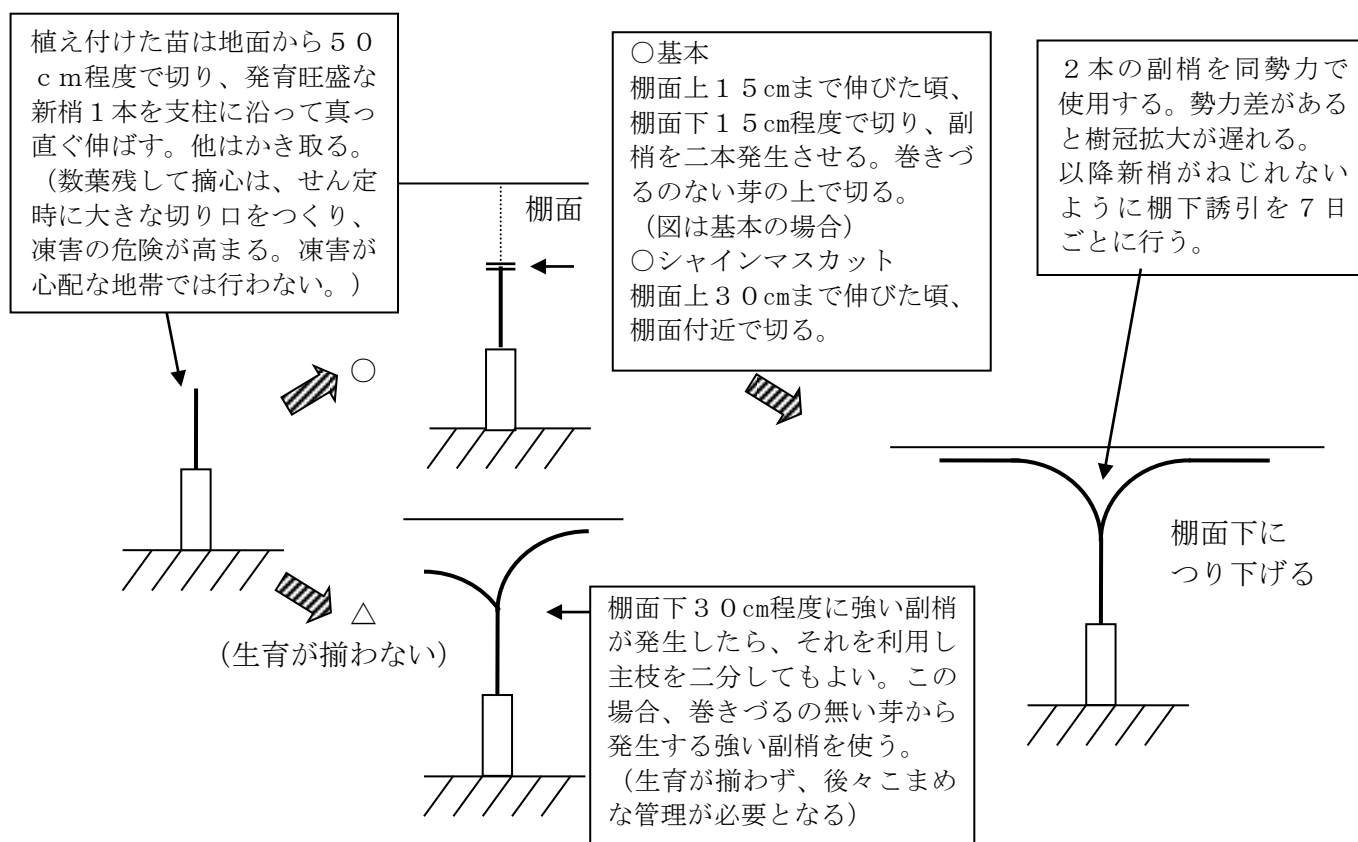 植え付けた苗は地面から５０
ｃｍ程度で切り、発育旺盛な
新梢１本を支柱に沿って真っ
直ぐ伸ばす。他はかき取る。
（数葉残して摘心は、せん定
時に大きな切り口をつくり、
凍害の危険が高まる。凍害が
心配な地帯では行わない。）
棚面
○基本
棚面上１５㎝まで伸びた頃、
棚面下１５㎝程度で切り、副
梢を二本発生させる。巻きづ
るのない芽の上で切る。
（図は基本の場合）
○シャインマスカット
棚面上３０㎝まで伸びた頃、
棚面付近で切る。
２本の副梢を同勢力で
使用する。勢力差がある
と樹冠拡大が遅れる。
以降新梢がねじれない
ように棚下誘引を７日
ごとに行う。
○
△
（生育が揃わない）
棚面下３０㎝程度に強い副梢
が発生したら、それを利用し
主枝を二分してもよい。この
場合、巻きづるの無い芽から
発生する強い副梢を使う。
（生育が揃わず、後々こまめ
な管理が必要となる）
棚面下に
つり下げる